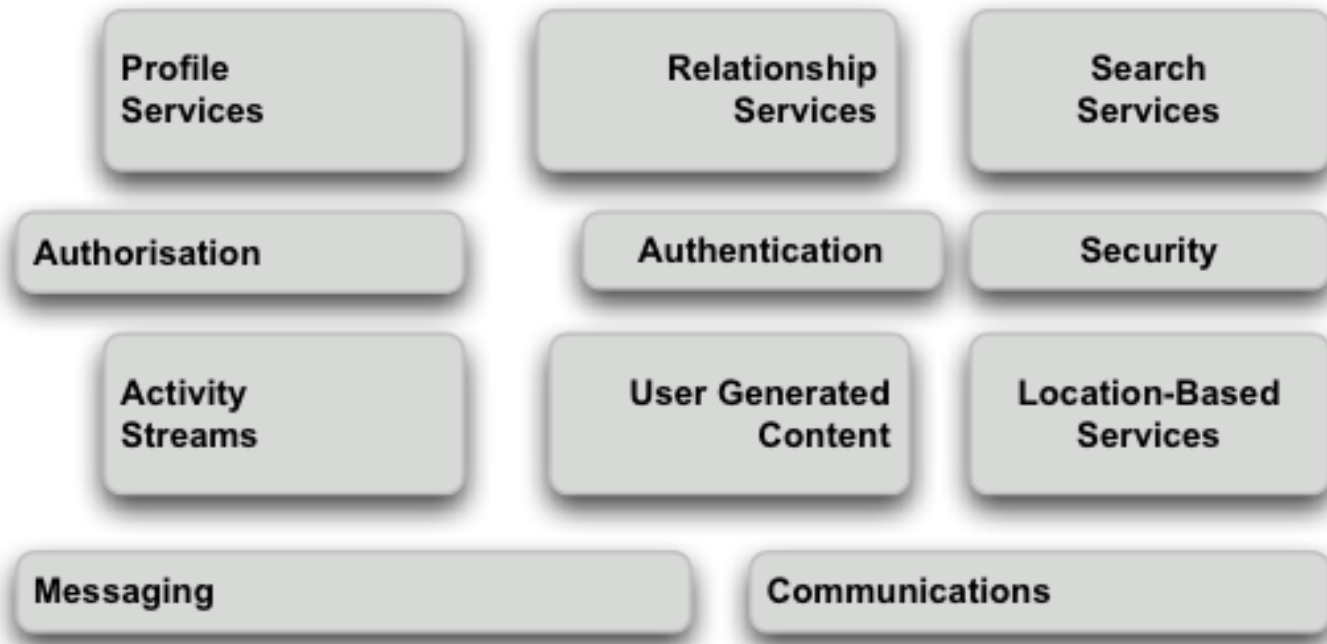 Profile
Services
Relationship
Services
Search
Services
Authorisation
Authentication
Security
Activity
Streams
User Generated
Content
Location-Based
Services
Messaging
Communications